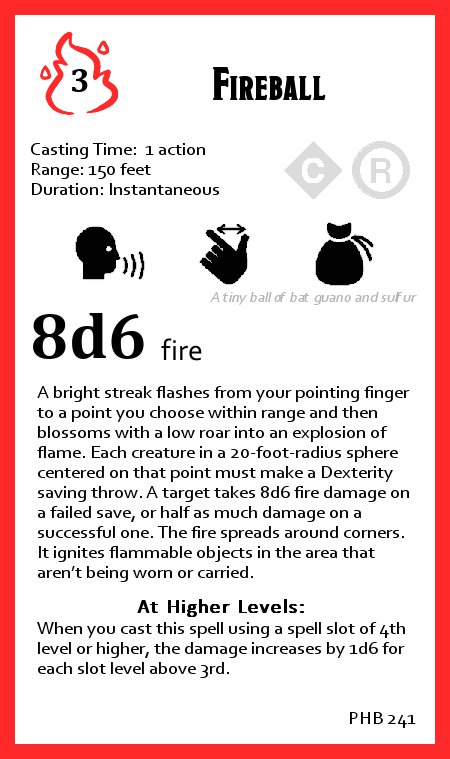 3
Fireball
Casting Time: 1 action
Range: 150 feet
Duration: Instantaneous
C R
A tiny ball of bat guano and sulfur
8d6 fire
A bright streak flashes from your pointing finger
to a point you choose within range and then
blossoms with a low roar into an explosion of
flame. Each creature in a 20-foot-radius sphere
centered on that point must make a Dexterity
saving throw. A target takes 8d6 fire damage on
a failed save, or half as much damage on a
successful one. The fire spreads around corners.
It ignites flammable objects in the area that
aren't being worn or carried.
At Higher Levels:
When you cast this spell using a spell slot of 4th
level or higher, the damage increases by 1d6 for
each slot level above 3rd.
PHB 241